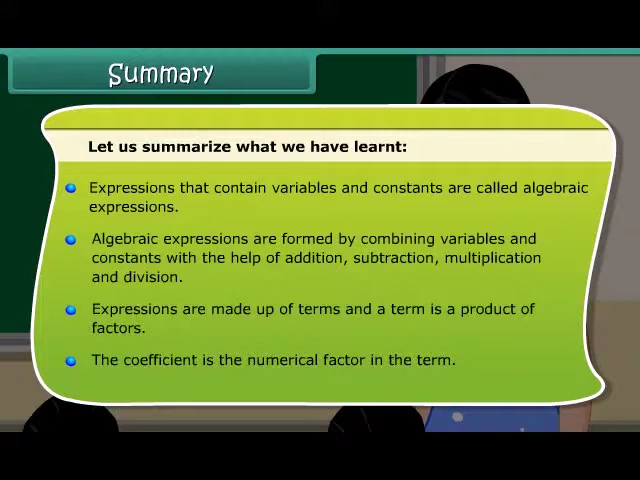 Summary
Let us summarize what we have learnt:
Expressions that contain variables and constants are called algebraic
expressions.
Algebraic expressions are formed by combining variables and
constants with the help of addition, subtraction, multiplication
and division.
Expressions are made up of terms and a term is a product of
factors.
The coefficient is the numerical factor in the term.